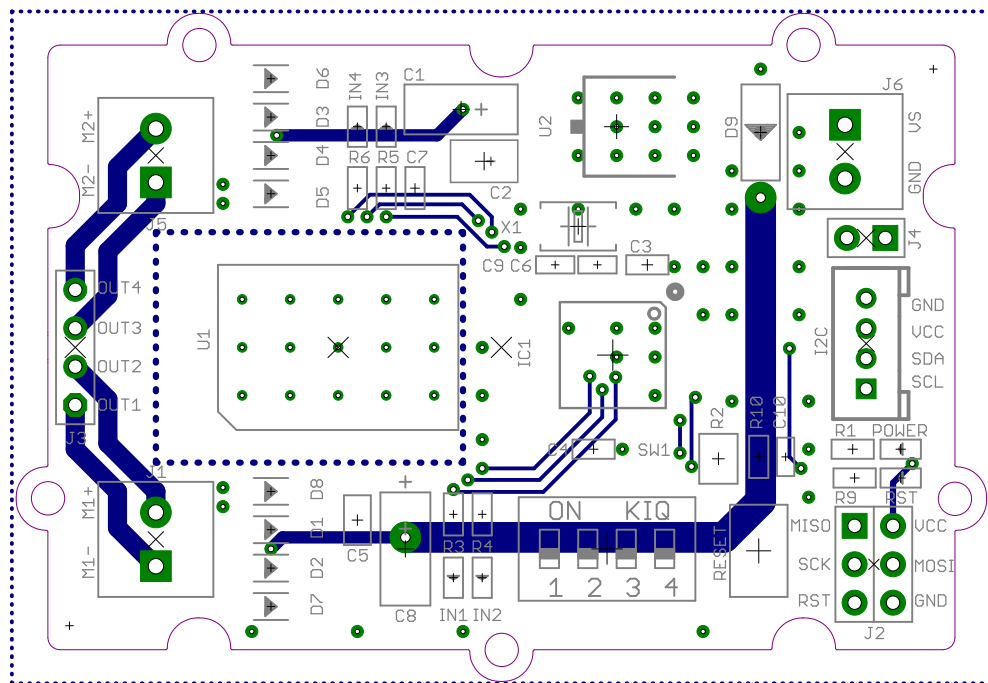 D6
IN4
IN3
C1
J6
M2+
D3
U2
D9
VS
D4
R6
R5
C7
M2-
D5
C2
GND
J5
X1
J4
C9
C6
C3
OUT4
GND
U1
OUT3
IC1
I2C
VCC
OUT2
SDA
SCL
OUT1
R2
R10
C10
J3
R1
POWER
C4
SW1
J1
D8
R9
RST
M1+
ON
KIQ
D1
MISO
VCC
C5
R3
R4
M1-
D2
RESET
SCK
MOSI
1
2
3
4
D7
C8
IN1
IN2
RST
GND
J2